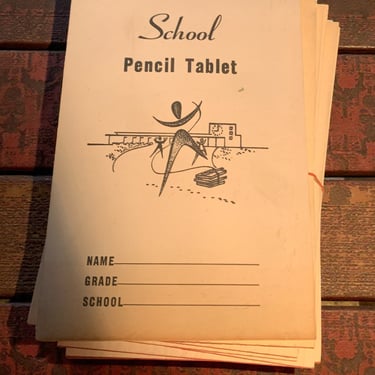 School
Pencil Tablet
NAME
GRADE
SCHOOL